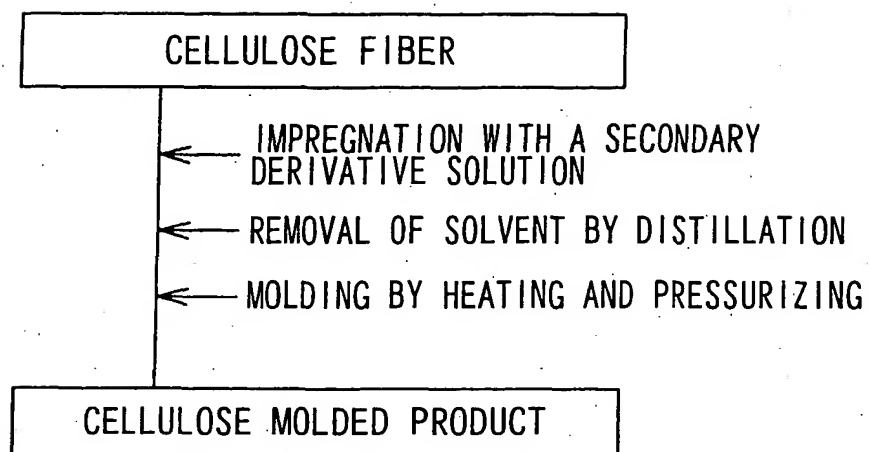 CELLULOSE FIBER
IMPREGNATION WITH A SECONDARY
DERIVATIVE SOLUTION
REMOVAL OF SOLVENT BY DISTILLATION
MOLDING BY HEATING AND PRESSURIZING
CELLULOSE MOLDED PRODUCT